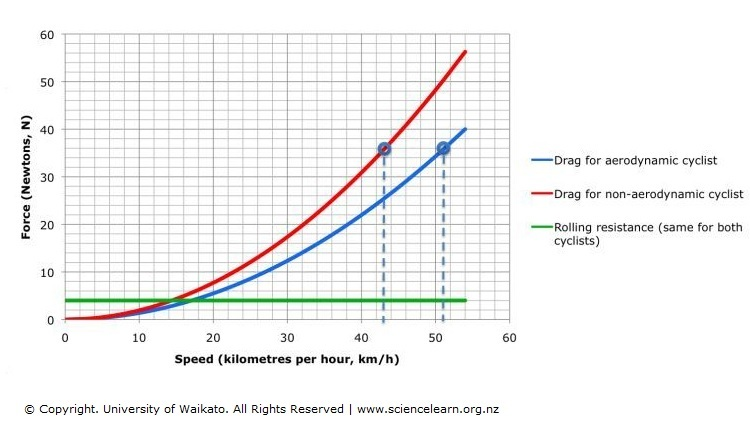 60
50
40
30
20
10
0
Force (Newtons, N)
0 10 20 30 40 50 60
Speed (kilometres per hour, km/h)
Drag for aerodynamic cyclist
Drag for non-aerodynamic cyclist
Rolling resistance (same for both
cyclists)
© Copyright. University of Waikato. All Rights Reserved | www.sciencelearn.org.nz